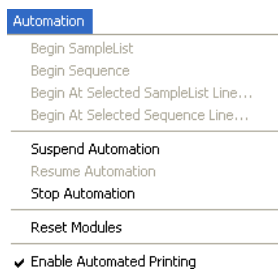 Automation
Begin SampleList
Begin Sequence
Begin At Selected SampleList Line...
Begin At Selected Sequence Line...
Suspend Automation
Resume Automation
Stop Automation
Reset Modules
Enable Automated Printing